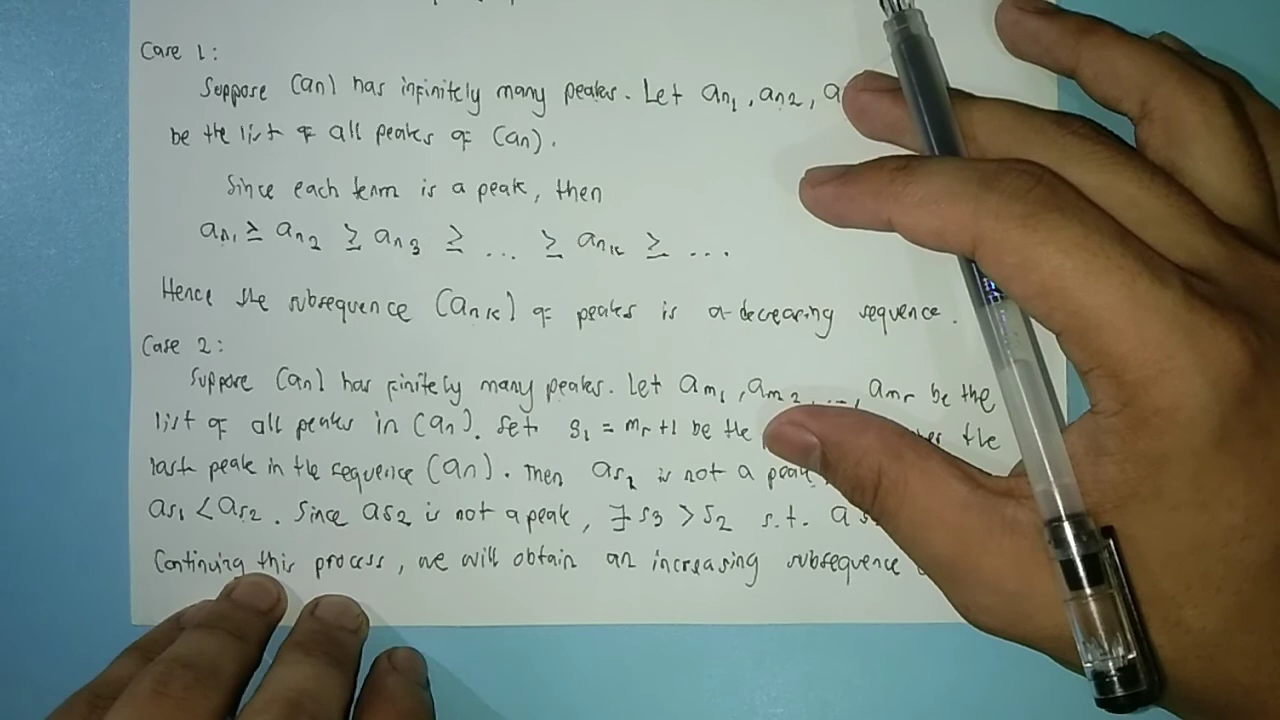 Case 1:
Suppose (an) has infinitely many peaks. Let an1, an2, a
be the list of all peaks of (an).
Since each term is a peak, then
an1 ≥ an2 ≥ an3 ≥ ... ≥ ank ≥ ...
Hence the subsequence (ank) of peaks is a decreasing sequence.
Case 2:
Suppose (an) has finitely many peaks. Let am1, am2, ..., amr be the
list of all peaks in (an). Set s1 = mr+1 be the the
last peak in the sequence (an). Then as2 is not a peak
as1 < as2. Since as2 is not a peak, ∃ s3 > s2 s.t. as
Continuing this process, we will obtain an increasing subsequence